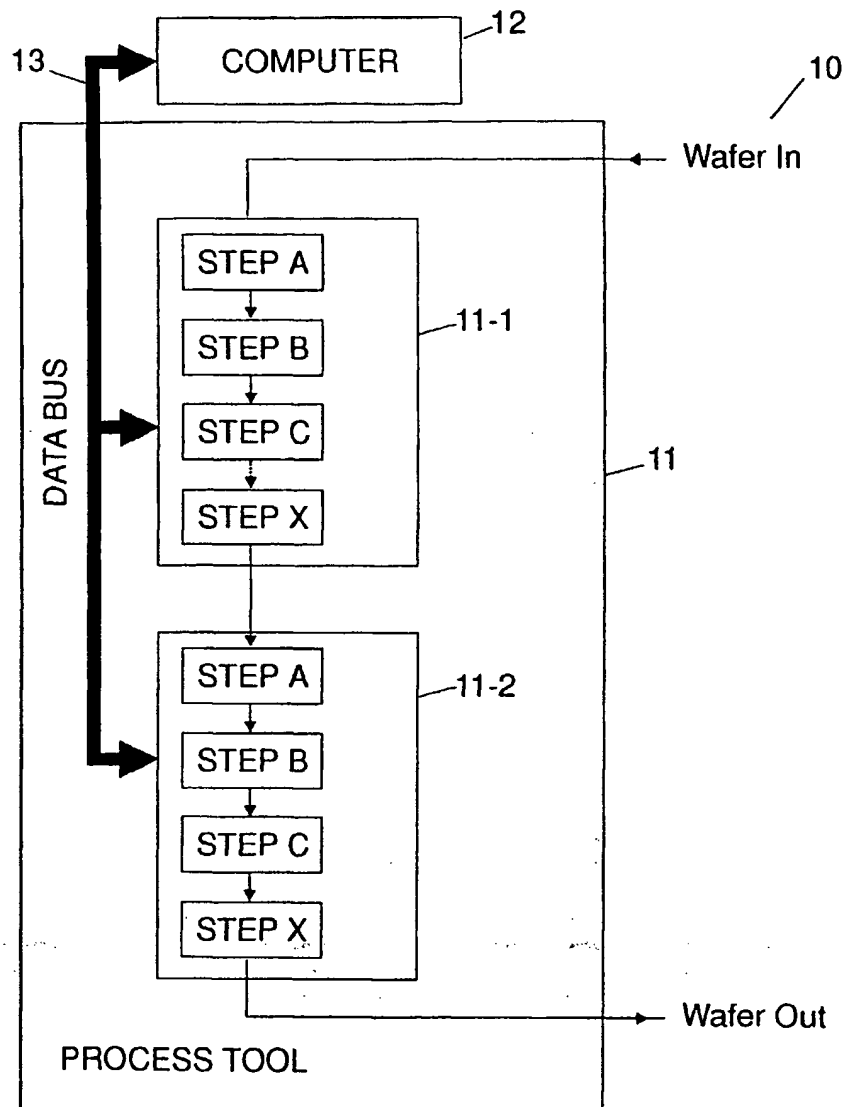 12
13
COMPUTER
10
Wafer In
STEP A
11-1
STEP B
DATA BUS
STEP C
11
STEP X
STEP A
11-2
STEP B
STEP C
STEP X
Wafer Out
PROCESS TOOL